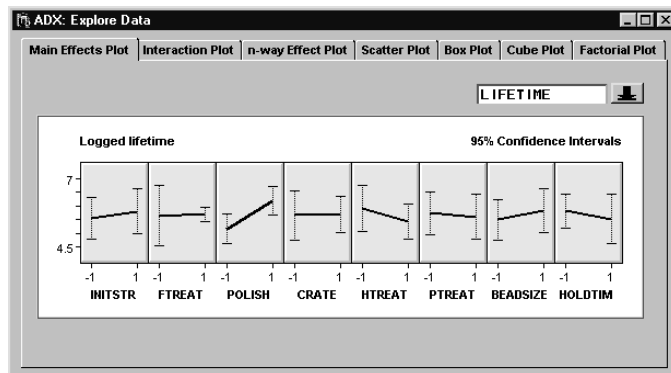 ADX: Explore Data
Main Effects Plot Interaction Plot n-way Effect Plot Scatter Plot Box Plot Cube Plot Factorial Plot
LIFETIME
Logged lifetime 95% Confidence Intervals
7
4.5
-1 1 -1 1 -1 1 -1 1 -1 1 -1 1 -1 1 -1 1
INITSTR FTREAT POLISH CRATE HTREAT PTREAT BEADSIZE HOLDTIM